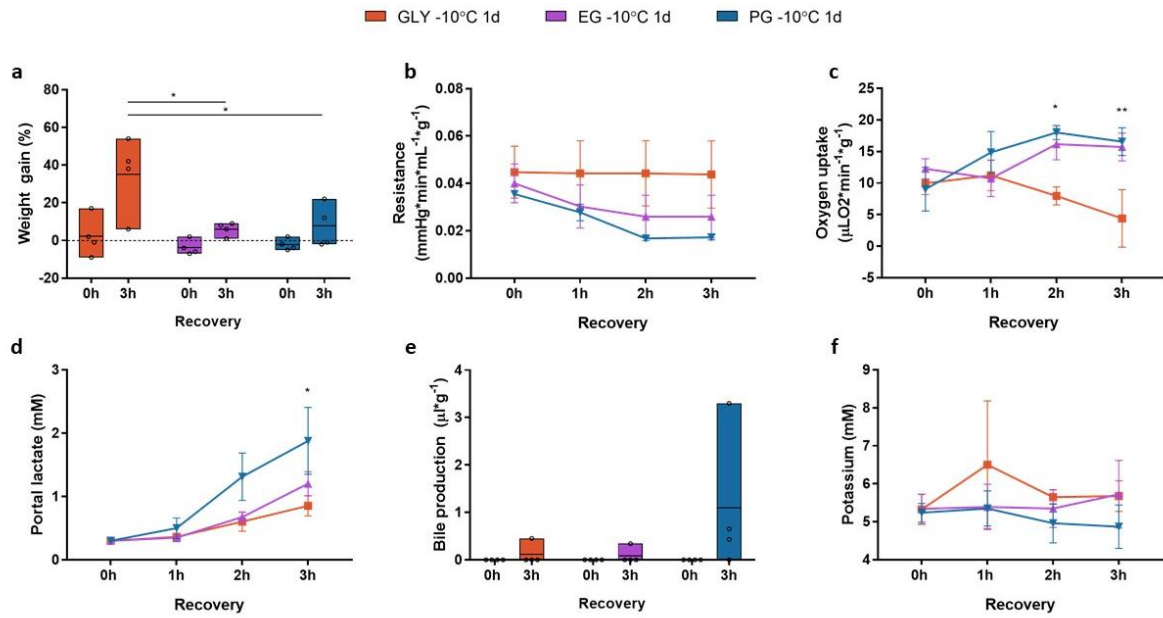 GLY -10°C 1d EG -10°C 1d PG -10°C 1d
a
Weight gain (%)
80
60
40
20
0
-20
* 
*
0h 3h 0h 3h 0h 3h
Recovery
b
Resistance
(mmHg*min*mL⁻¹*g⁻¹)
0.08
0.06
0.04
0.02
0.00
0h 1h 2h 3h
Recovery
c
Oxygen uptake
(µLO2*min⁻¹*g⁻¹)
25
20
15
10
5
0
-5
* **
0h 1h 2h 3h
Recovery
d
Portal lactate (mM)
3
2
1
0
*
0h 1h 2h 3h
Recovery
e
Bile production (µl*g⁻¹)
4
3
2
1
0
0h 3h 0h 3h 0h 3h
Recovery
f
Potassium (mM)
9
8
7
6
5
4
0h 1h 2h 3h
Recovery